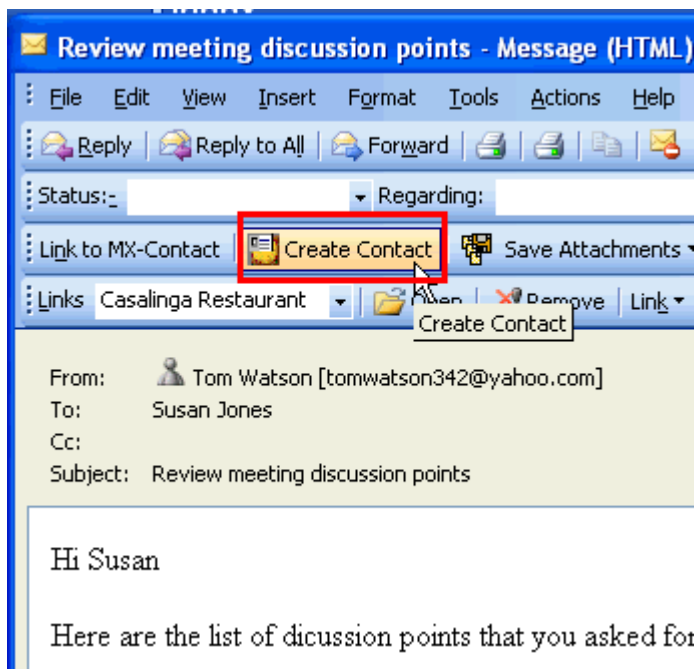 Review meeting discussion points - Message (HTML)
File Edit View Insert Format Tools Actions Help
Reply Reply to All Forward
Status:- Regarding:
Link to MX-Contact Create Contact Save Attachments
Links Casalinga Restaurant Open Remove Link
Create Contact
From: Tom Watson [tomwatson342@yahoo.com]
To: Susan Jones
Cc:
Subject: Review meeting discussion points
Hi Susan
Here are the list of dicussion points that you asked for